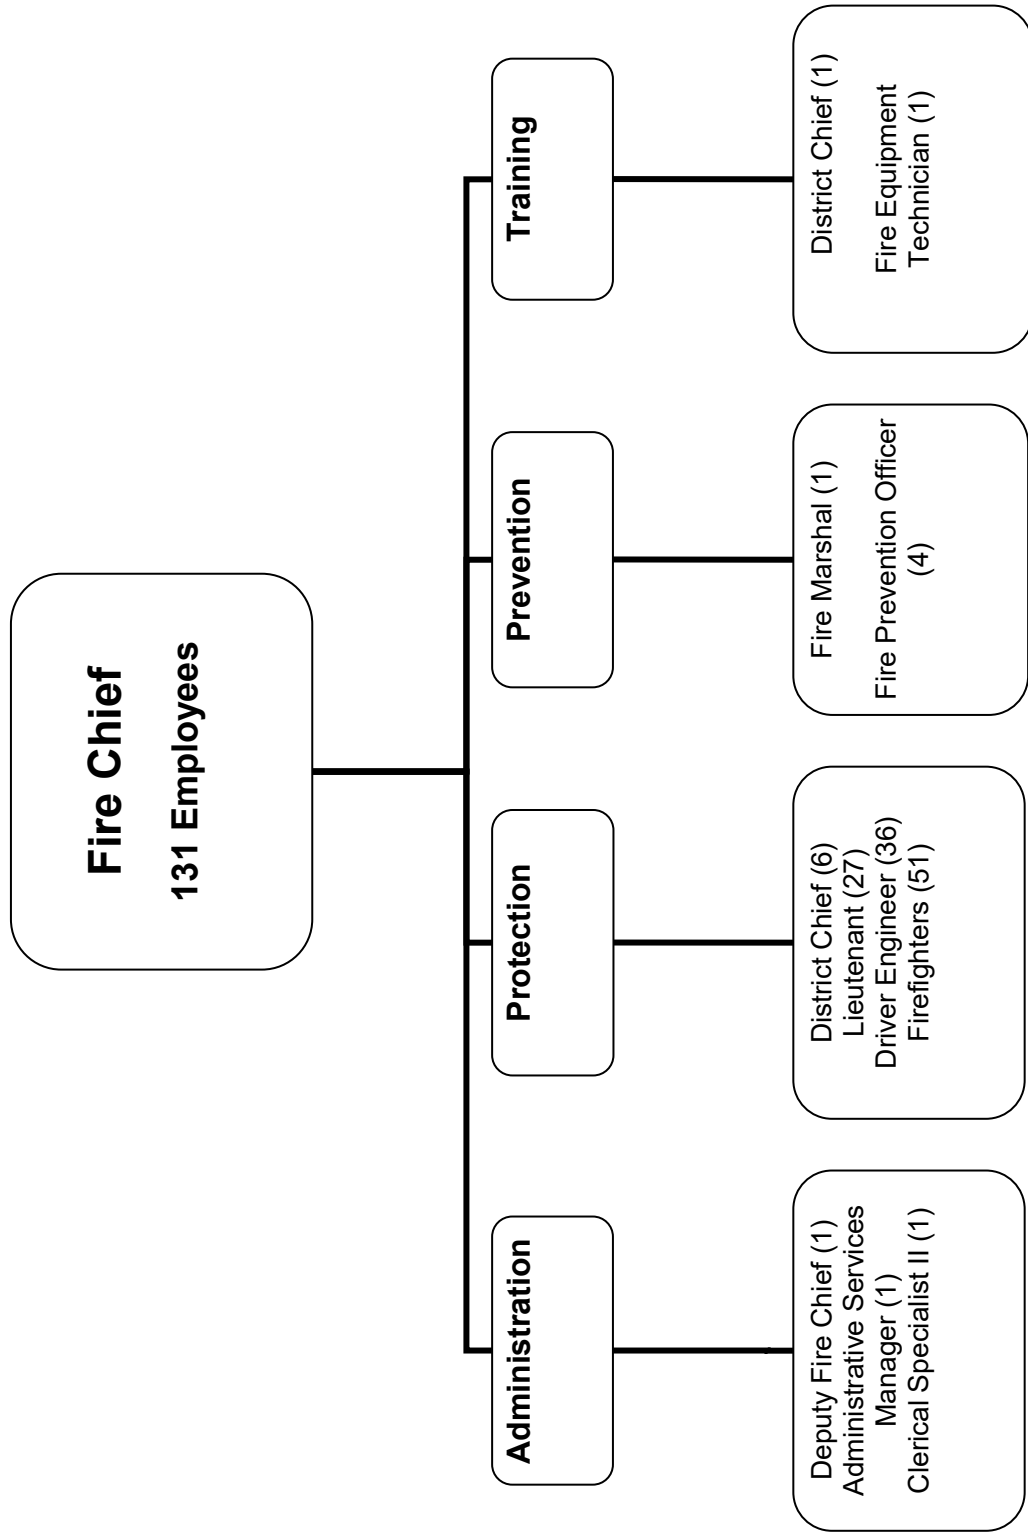 Fire Chief
131 Employees
Administration
Protection
Prevention
Training
Deputy Fire Chief (1)
Administrative Services
Manager (1)
Clerical Specialist II (1)
District Chief (6)
Lieutenant (27)
Driver Engineer (36)
Firefighters (51)
Fire Marshal (1)
Fire Prevention Officer
(4)
District Chief (1)
Fire Equipment
Technician (1)